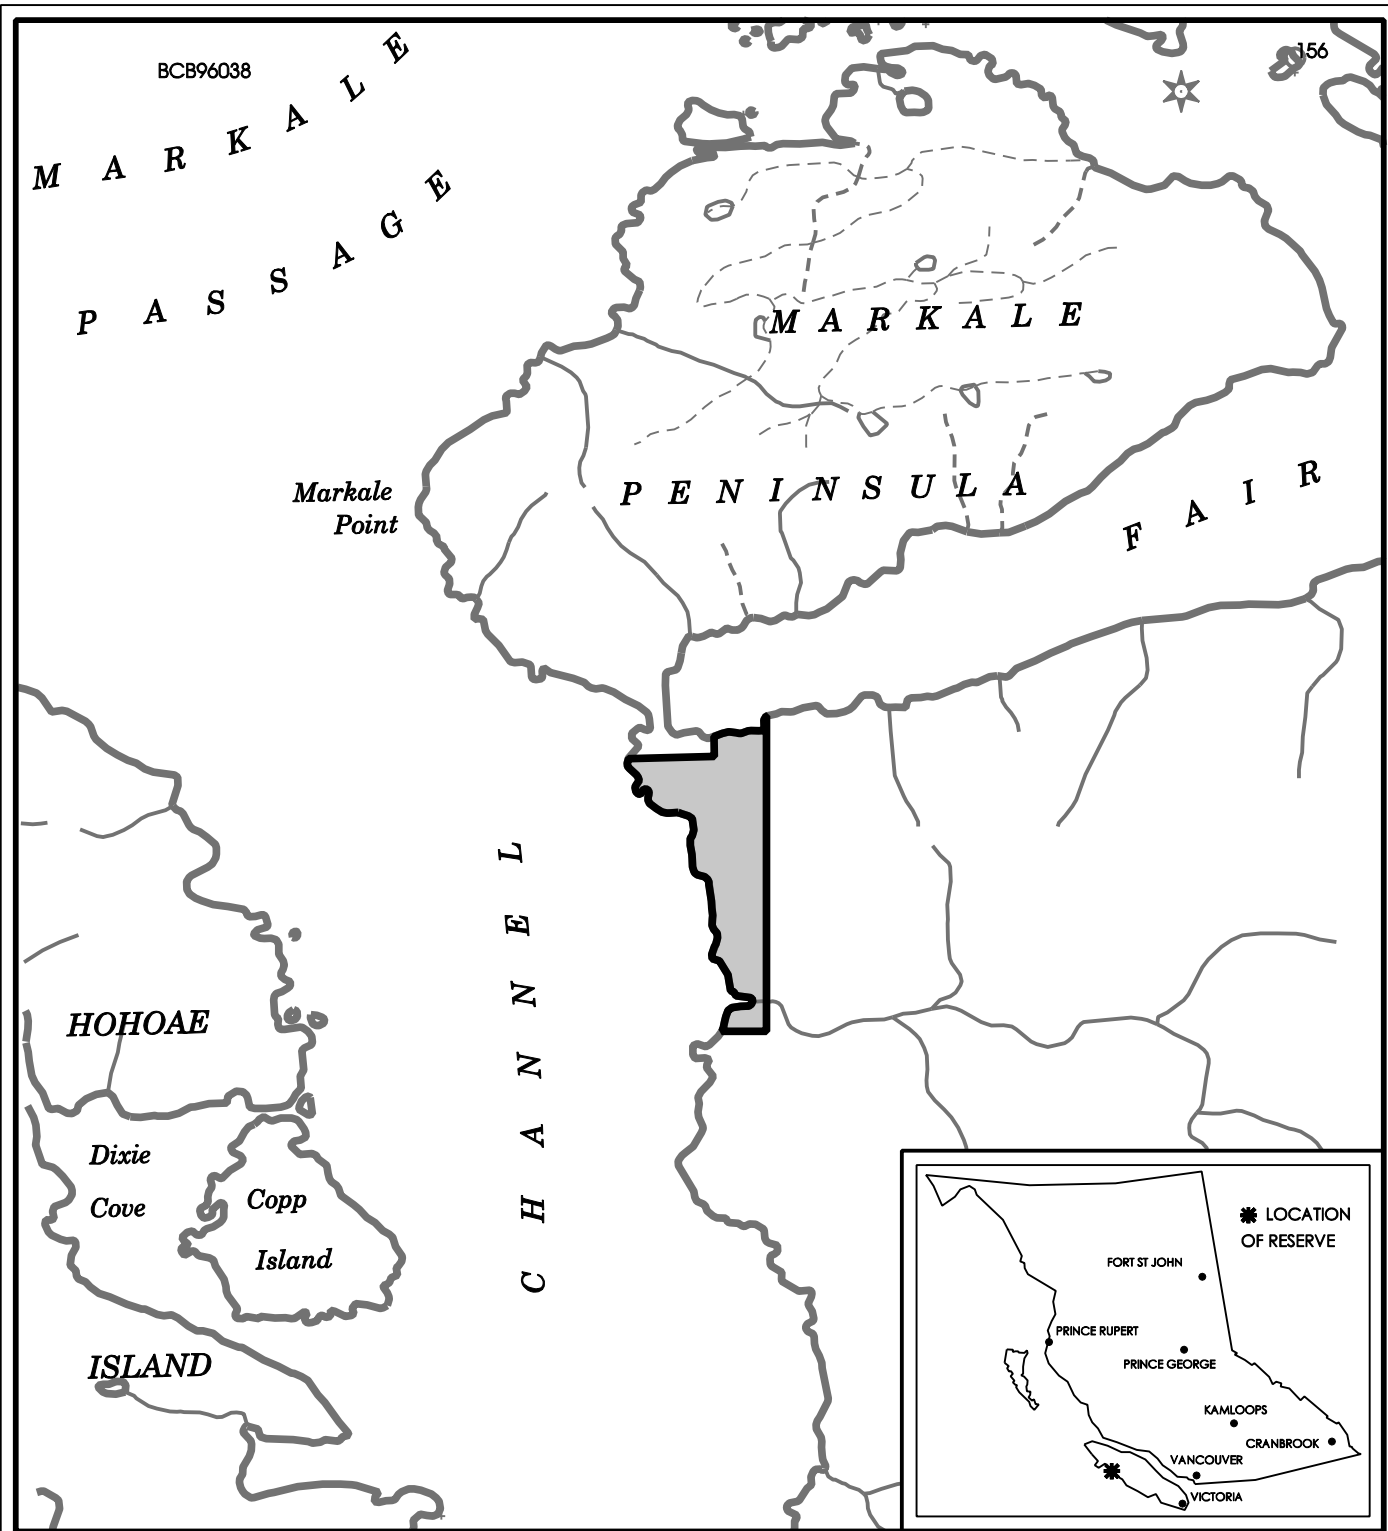 BCB96038
156
MARKALE
PASSAGE
MARKALE
PENINSULA
Markale
Point
FAIR
CHANNEL
HOHOAE
Dixie
Cove
Copp
Island
ISLAND
LOCATION
OF RESERVE
FORT ST JOHN
PRINCE RUPERT
PRINCE GEORGE
KAMLOOPS
CRANBROOK
VANCOUVER
VICTORIA